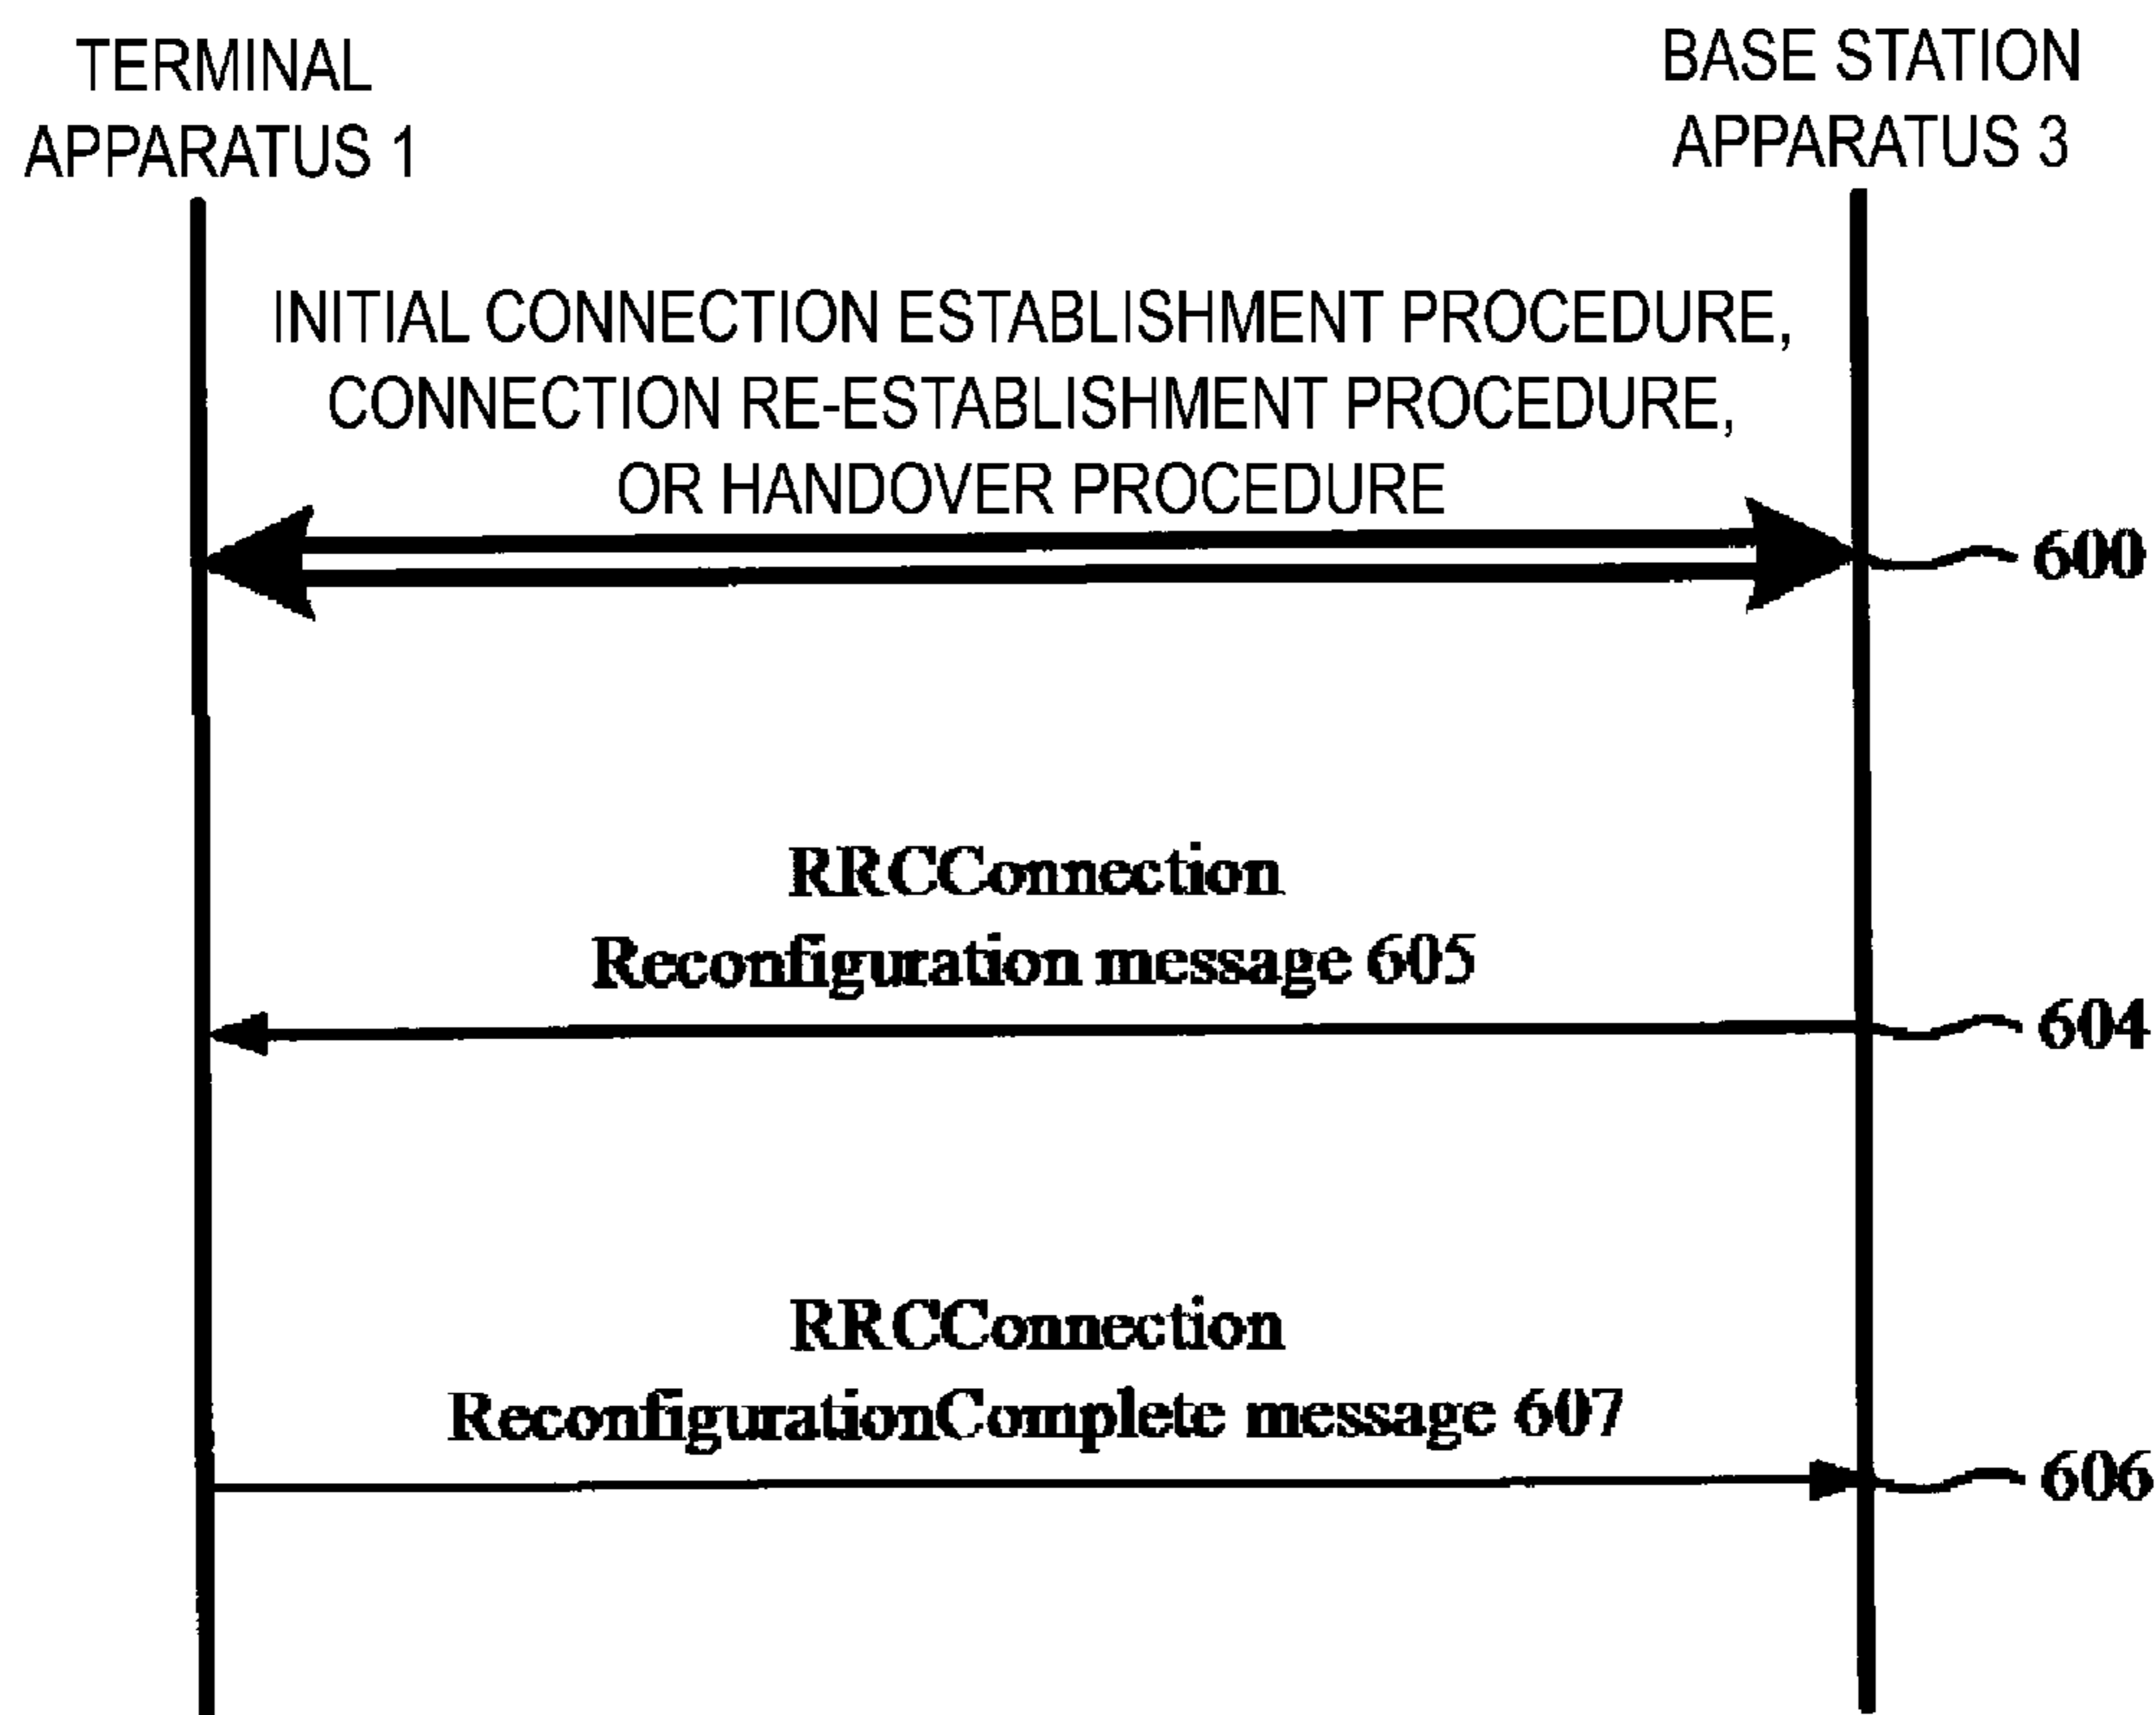 TERMINAL
APPARATUS 1
BASE STATION
APPARATUS 3
INITIAL CONNECTION ESTABLISHMENT PROCEDURE,
CONNECTION RE-ESTABLISHMENT PROCEDURE,
OR HANDOVER PROCEDURE
600
RRCConnection
Reconfiguration message 605
604
RRCConnection
ReconfigurationComplete message 607
606